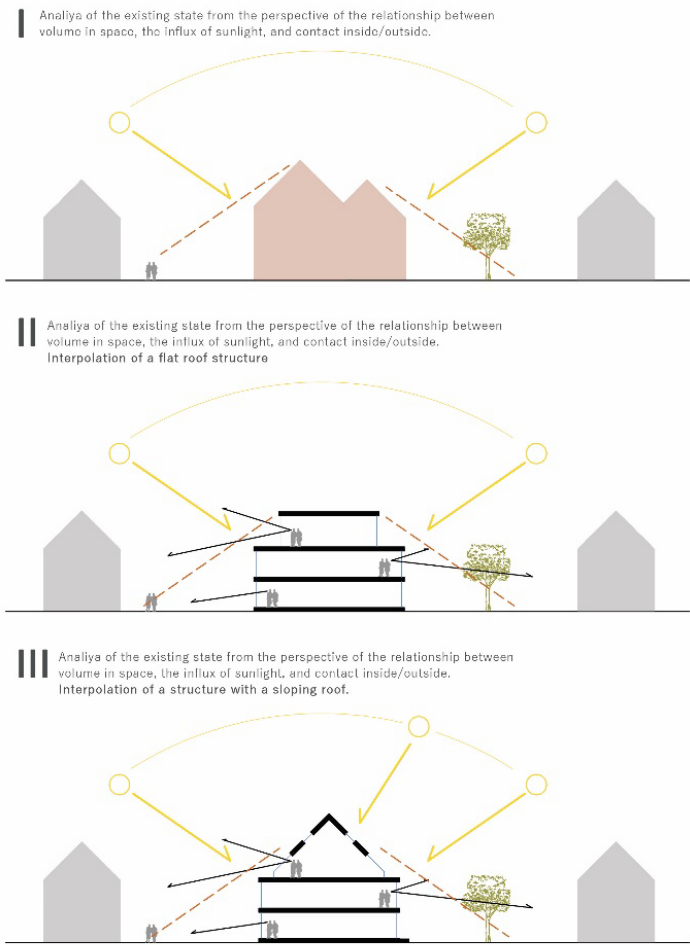 I
Analiya of the existing state from the perspective of the relationship between
volume in space, the influx of sunlight, and contact inside/outside.
II
Analiya of the existing state from the perspective of the relationship between
volume in space, the influx of sunlight, and contact inside/outside.
Interpolation of a flat roof structure
III
Analiya of the existing state from the perspective of the relationship between
volume in space, the influx of sunlight, and contact inside/outside.
Interpolation of a structure with a sloping roof.